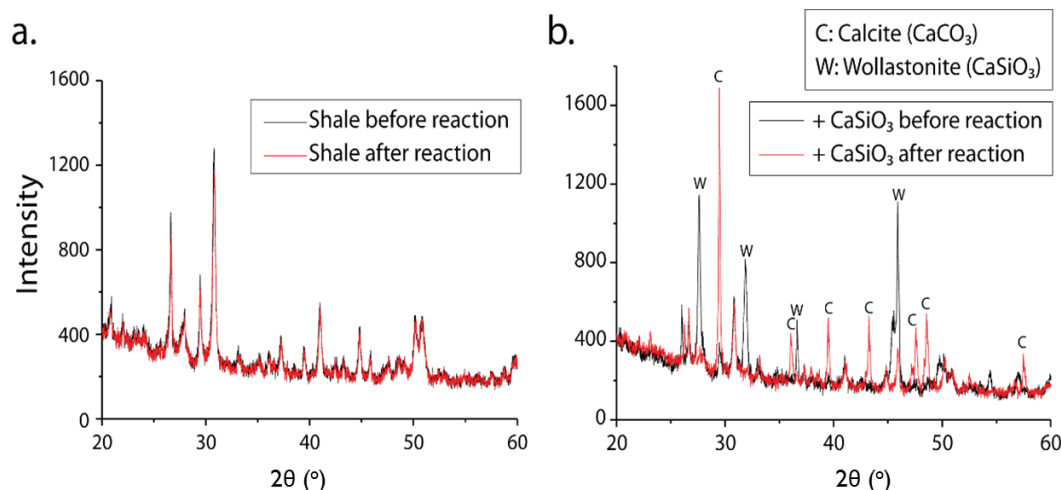 a.
Intensity
1600
1200
800
400
0
20
30
40
50
60
2θ (°)
Shale before reaction
Shale after reaction
b.
C: Calcite (CaCO₃)
W: Wollastonite (CaSiO₃)
+ CaSiO₃ before reaction
+ CaSiO₃ after reaction
1600
1200
800
400
0
C
W
W
W
C
W
C
C
C
C
C
20
30
40
50
60
2θ (°)